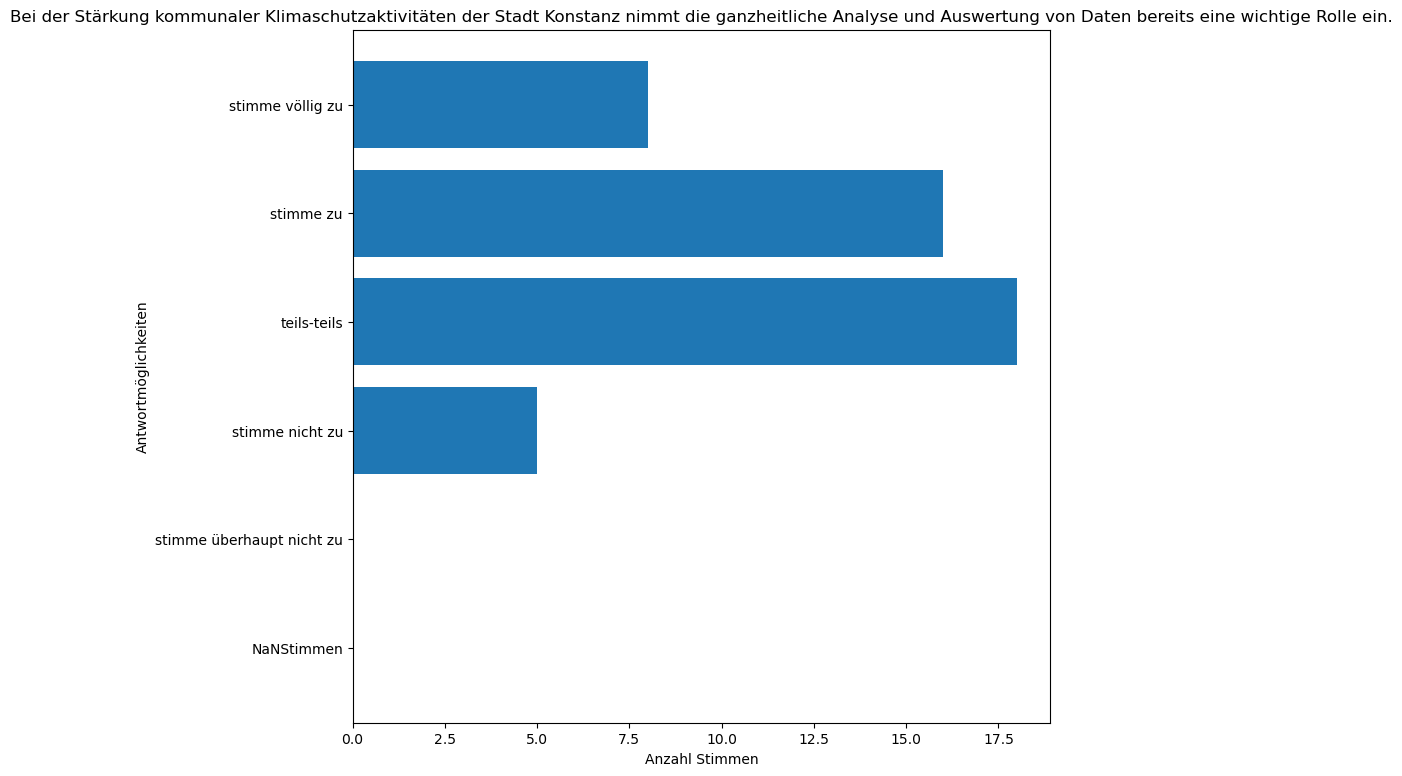 Bei der Stärkung kommunaler Klimaschutzaktivitäten der Stadt Konstanz nimmt die ganzheitliche Analyse und Auswertung von Daten bereits eine wichtige Rolle ein.
Antwortmöglichkeiten
stimme völlig zu
stimme zu
teils-teils
stimme nicht zu
stimme überhaupt nicht zu
NaNStimmen
0.0 2.5 5.0 7.5 10.0 12.5 15.0 17.5
Anzahl Stimmen